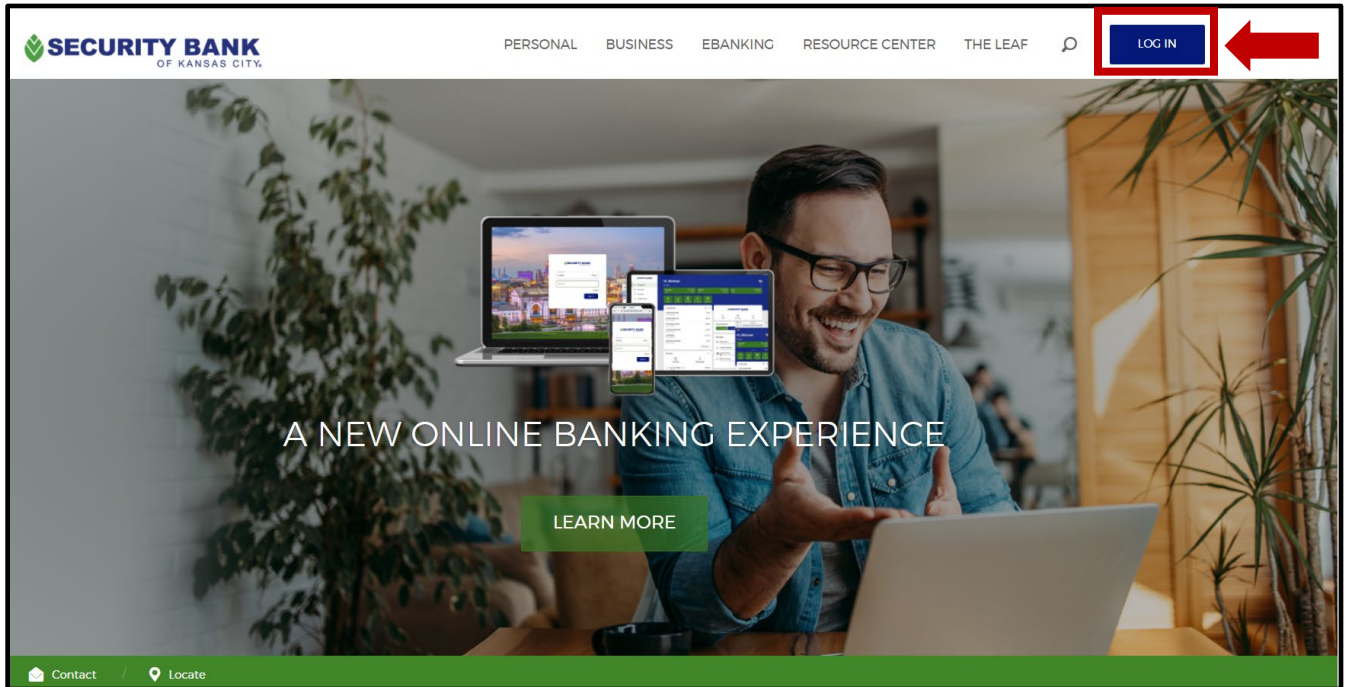 SECURITY BANK
OF KANSAS CITY®
PERSONAL BUSINESS EBANKING RESOURCE CENTER THE LEAF LOG IN
A NEW ONLINE BANKING EXPERIENCE
LEARN MORE
Contact / Locate